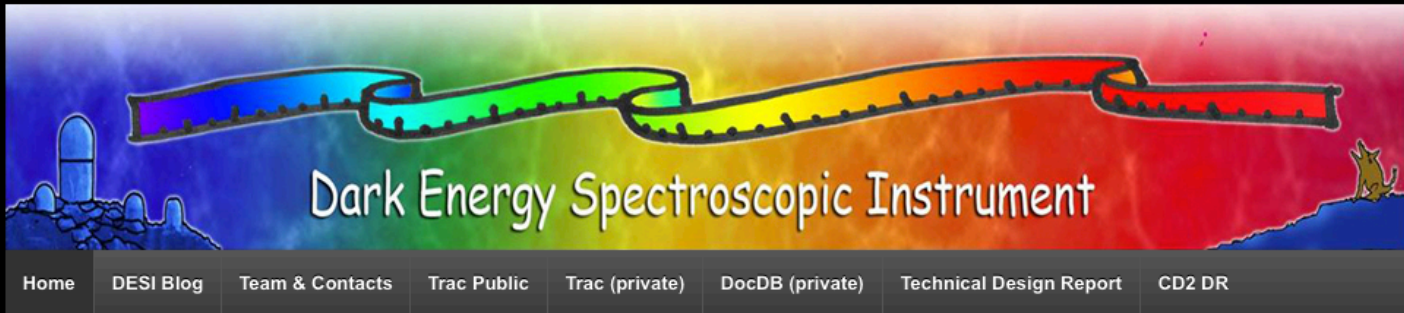 Dark Energy Spectroscopic Instrument
Home DESI Blog Team & Contacts Trac Public Trac (private) DocDB (private) Technical Design Report CD2 DR